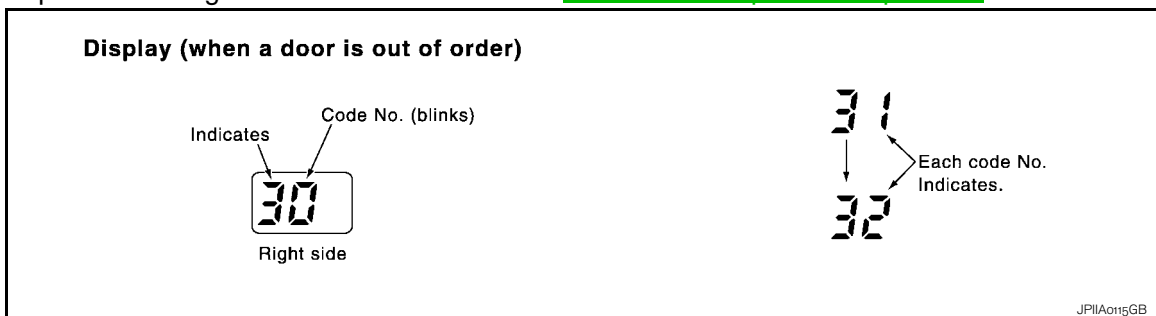 Display (when a door is out of order)
Code No. (blinks)
Indicates
30
Right side
31
32
Each code No.
Indicates.
JPIIA0115GB